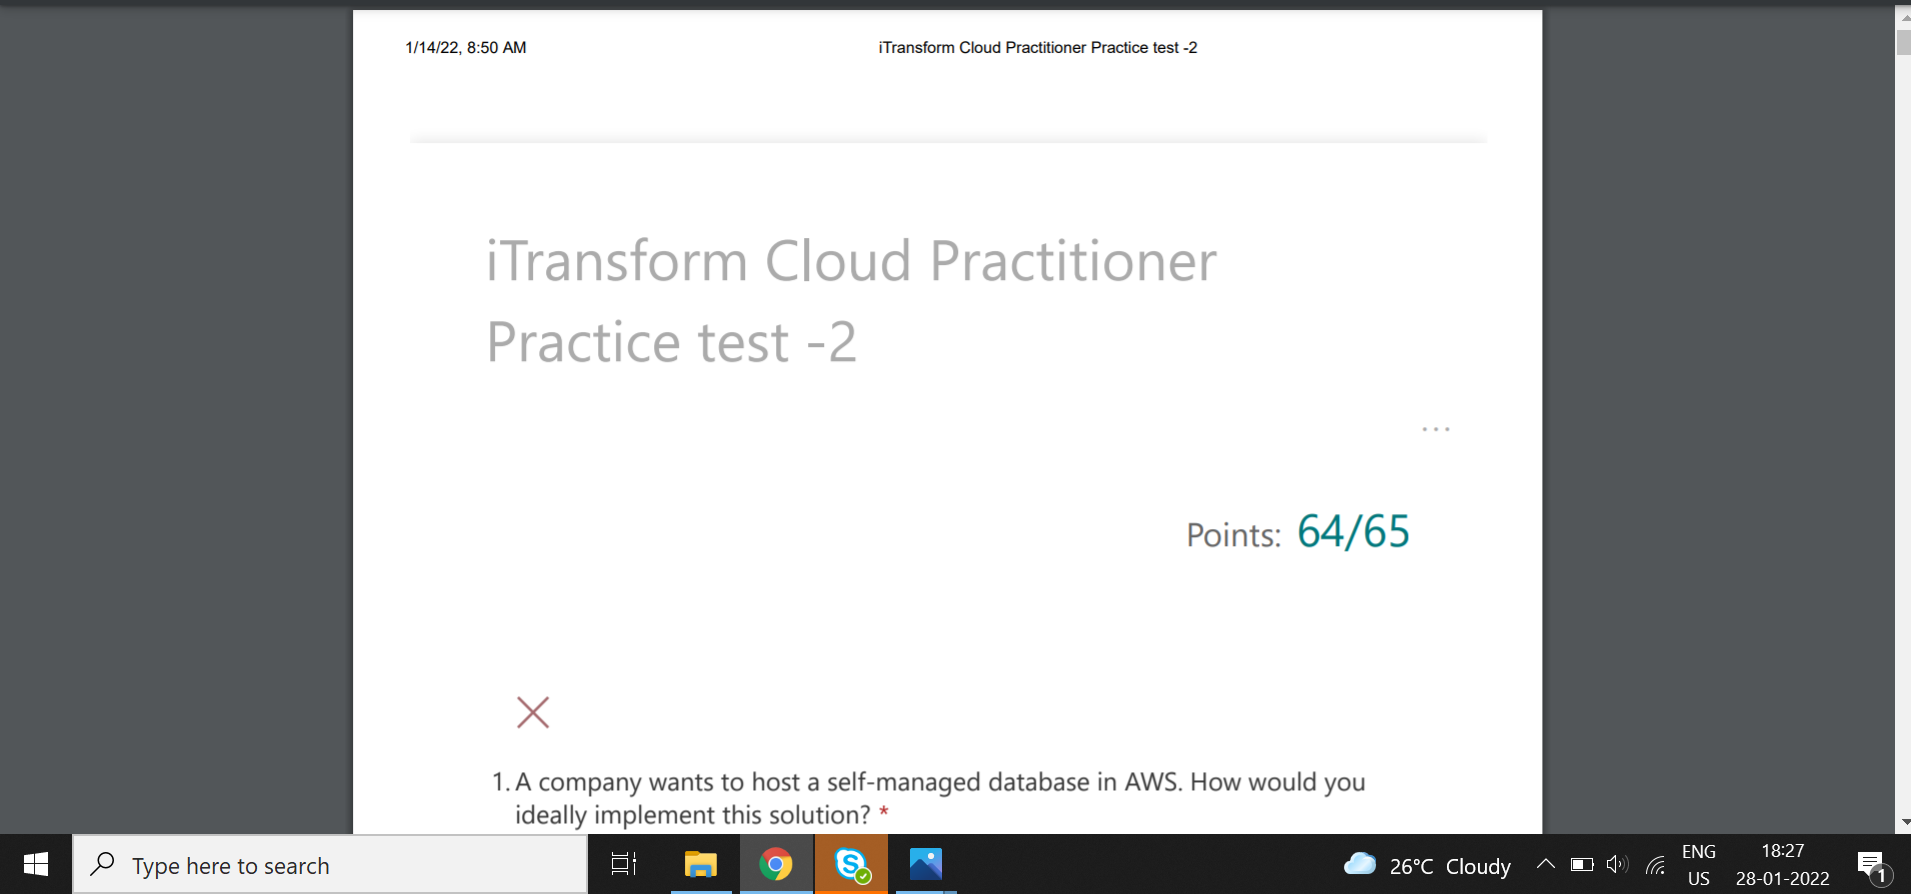 1/14/22, 8:50 AM
iTransform Cloud Practitioner Practice test -2
iTransform Cloud Practitioner
Practice test -2
...
Points: 64/65
1. A company wants to host a self-managed database in AWS. How would you
ideally implement this solution? *
Type here to search
26°C Cloudy
ENG
US
18:27
28-01-2022
1